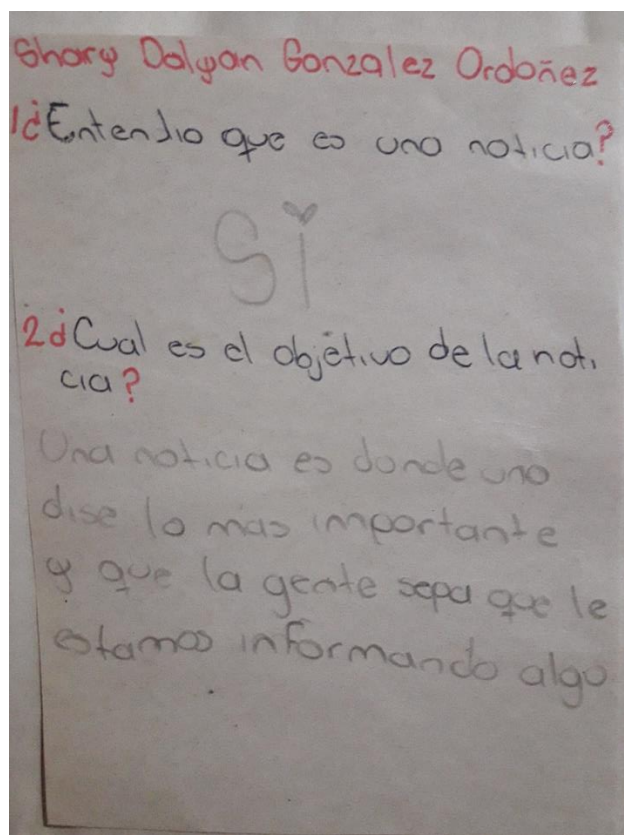 Shary Dalyan Gonzalez Ordoñez
1¿Entendio que es una noticia?
Si
2¿Cual es el objetivo de la noti
cia?
Una noticia es donde uno
dise lo mas importante
y que la gente sepa que le
estamos informando algo